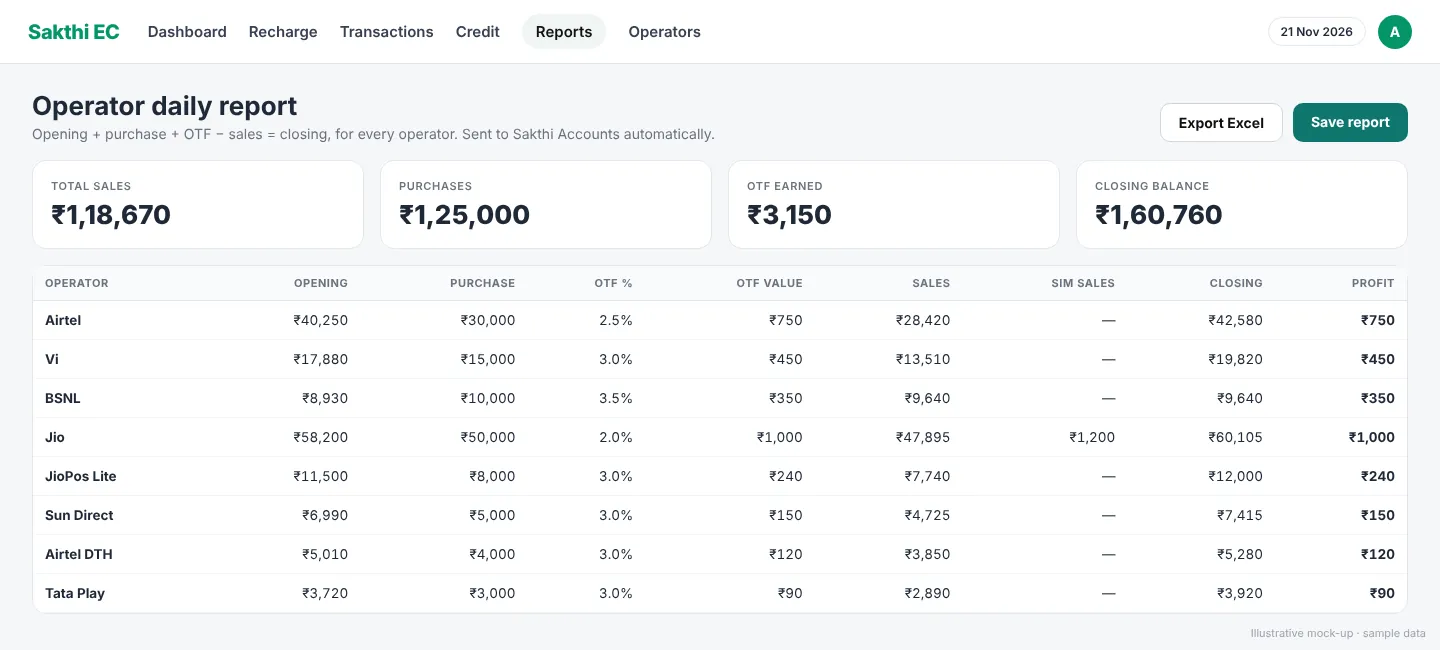 Sakthi EC Dashboard Recharge Transactions Credit Reports Operators 21 Nov 2026 A
Operator daily report
Opening + purchase + OTF − sales = closing, for every operator. Sent to Sakthi Accounts automatically.
Export Excel Save report
TOTAL SALES PURCHASES OTF EARNED CLOSING BALANCE
₹1,18,670 ₹1,25,000 ₹3,150 ₹1,60,760
OPERATOR OPENING PURCHASE OTF % OTF VALUE SALES SIM SALES CLOSING PROFIT
Airtel ₹40,250 ₹30,000 2.5% ₹750 ₹28,420 — ₹42,580 ₹750
Vi ₹17,880 ₹15,000 3.0% ₹450 ₹13,510 — ₹19,820 ₹450
BSNL ₹8,930 ₹10,000 3.5% ₹350 ₹9,640 — ₹9,640 ₹350
Jio ₹58,200 ₹50,000 2.0% ₹1,000 ₹47,895 ₹1,200 ₹60,105 ₹1,000
JioPos Lite ₹11,500 ₹8,000 3.0% ₹240 ₹7,740 — ₹12,000 ₹240
Sun Direct ₹6,990 ₹5,000 3.0% ₹150 ₹4,725 — ₹7,415 ₹150
Airtel DTH ₹5,010 ₹4,000 3.0% ₹120 ₹3,850 — ₹5,280 ₹120
Tata Play ₹3,720 ₹3,000 3.0% ₹90 ₹2,890 — ₹3,920 ₹90
Illustrative mock-up · sample data